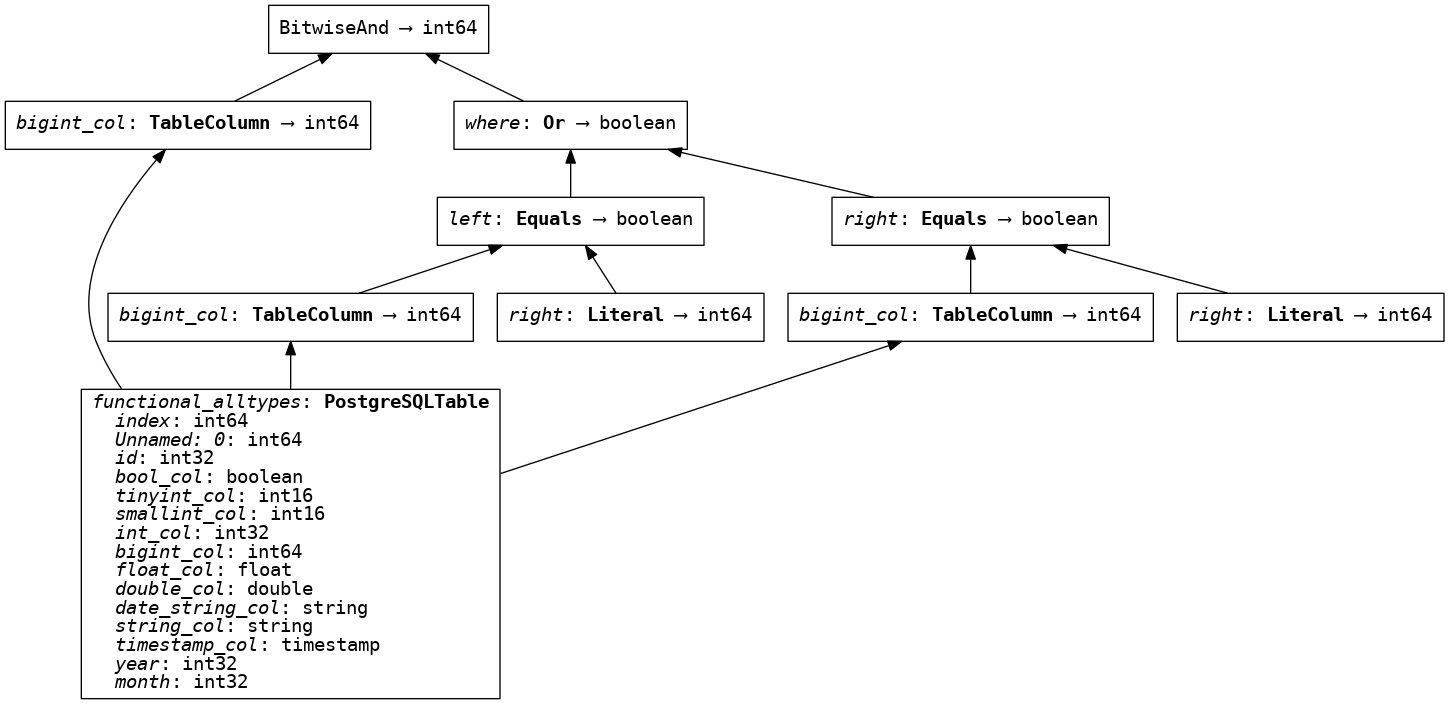 BitwiseAnd → int64
bigint_col: TableColumn → int64
where: Or → boolean
left: Equals → boolean
right: Equals → boolean
bigint_col: TableColumn → int64
right: Literal → int64
bigint_col: TableColumn → int64
right: Literal → int64
functional_alltypes: PostgreSQLTable
index: int64
Unnamed: 0: int64
id: int32
bool_col: boolean
tinyint_col: int16
smallint_col: int16
int_col: int32
bigint_col: int64
float_col: float
double_col: double
date_string_col: string
string_col: string
timestamp_col: timestamp
year: int32
month: int32